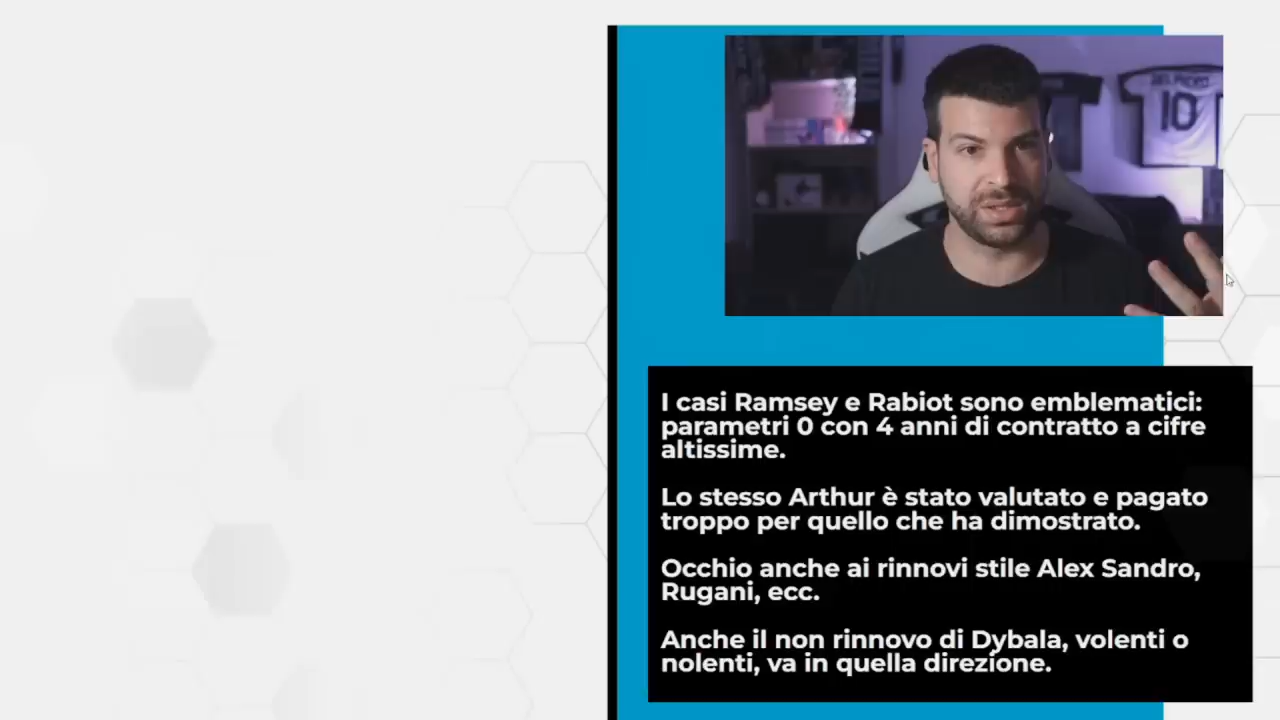 10
I casi Ramsey e Rabiot sono emblematici:
parametri 0 con 4 anni di contratto a cifre
altissime.
Lo stesso Arthur è stato valutato e pagato
troppo per quello che ha dimostrato.
Occhio anche ai rinnovi stile Alex Sandro,
Rugani, ecc.
Anche il non rinnovo di Dybala, volenti o
nolenti, va in quella direzione.